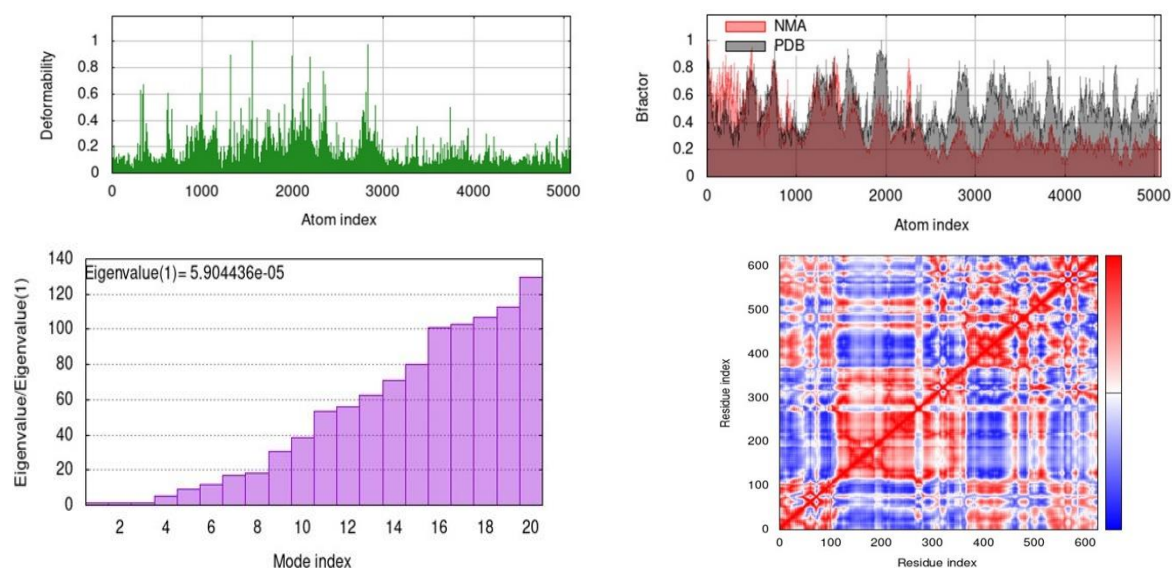 Deformability
1
0.8
0.6
0.4
0.2
0
0 1000 2000 3000 4000 5000
Atom index
Bfactor
1
0.8
0.6
0.4
0.2
0
NMA
PDB
0 1000 2000 3000 4000 5000
Atom index
Eigenvalue/Eigenvalue(1)
140
120
100
80
60
40
20
0
Eigenvalue(1)= 5.904436e-05
2 4 6 8 10 12 14 16 18 20
Mode index
Residue index
600
500
400
300
200
100
0
0 100 200 300 400 500 600
Residue index